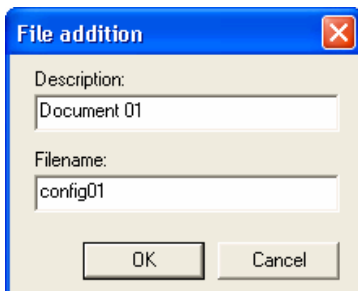 File addition
Description:
Document 01
Filename:
config01
OK Cancel